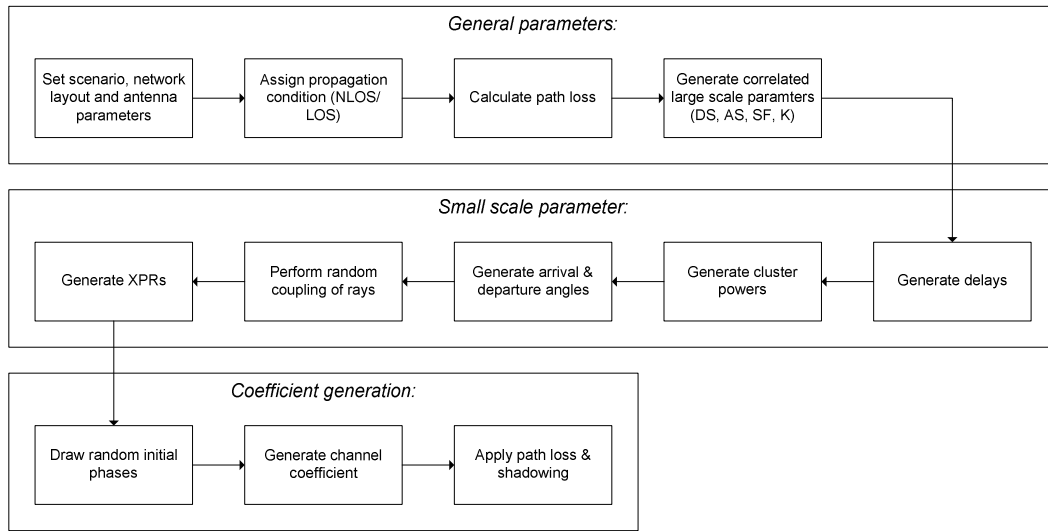 General parameters:
Set scenario, network
layout and antenna
parameters
Assign propagation
condition (NLOS/
LOS)
Calculate path loss
Generate correlated
large scale paramters
(DS, AS, SF, K)
Small scale parameter:
Generate XPRs
Perform random
coupling of rays
Generate arrival &
departure angles
Generate cluster
powers
Generate delays
Coefficient generation:
Draw random initial
phases
Generate channel
coefficient
Apply path loss &
shadowing